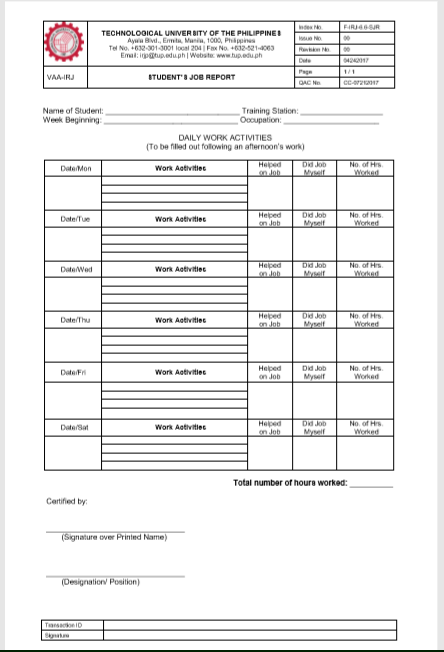 TECHNOLOGICAL UNIVERSITY OF THE PHILIPPINES
Ayala Blvd., Ermita, Manila, 1000, Philippines
Tel No. +632-301-3001 local 204 | Fax No. +632-521-4063
Email: irjp@tup.edu.ph | Website: www.tup.edu.ph
Index No. F-IRJ-6.6-SJR
Issue No. 00
Revision No. 00
Date 04242017
VAA-IRJ
STUDENT'S JOB REPORT
Page 1 / 1
QAC No. CC-07212017
Name of Student: ____ Training Station: ____
Week Beginning: ____ Occupation: ____
DAILY WORK ACTIVITIES
(To be filled out following an afternoon's work)
Date/Mon Work Activities Helped on Job Did Job Myself No. of Hrs. Worked
Date/Tue Work Activities Helped on Job Did Job Myself No. of Hrs. Worked
Date/Wed Work Activities Helped on Job Did Job Myself No. of Hrs. Worked
Date/Thu Work Activities Helped on Job Did Job Myself No. of Hrs. Worked
Date/Fri Work Activities Helped on Job Did Job Myself No. of Hrs. Worked
Date/Sat Work Activities Helped on Job Did Job Myself No. of Hrs. Worked
Total number of hours worked: ____
Certified by:
(Signature over Printed Name)
(Designation/ Position)
Transaction ID
Signature